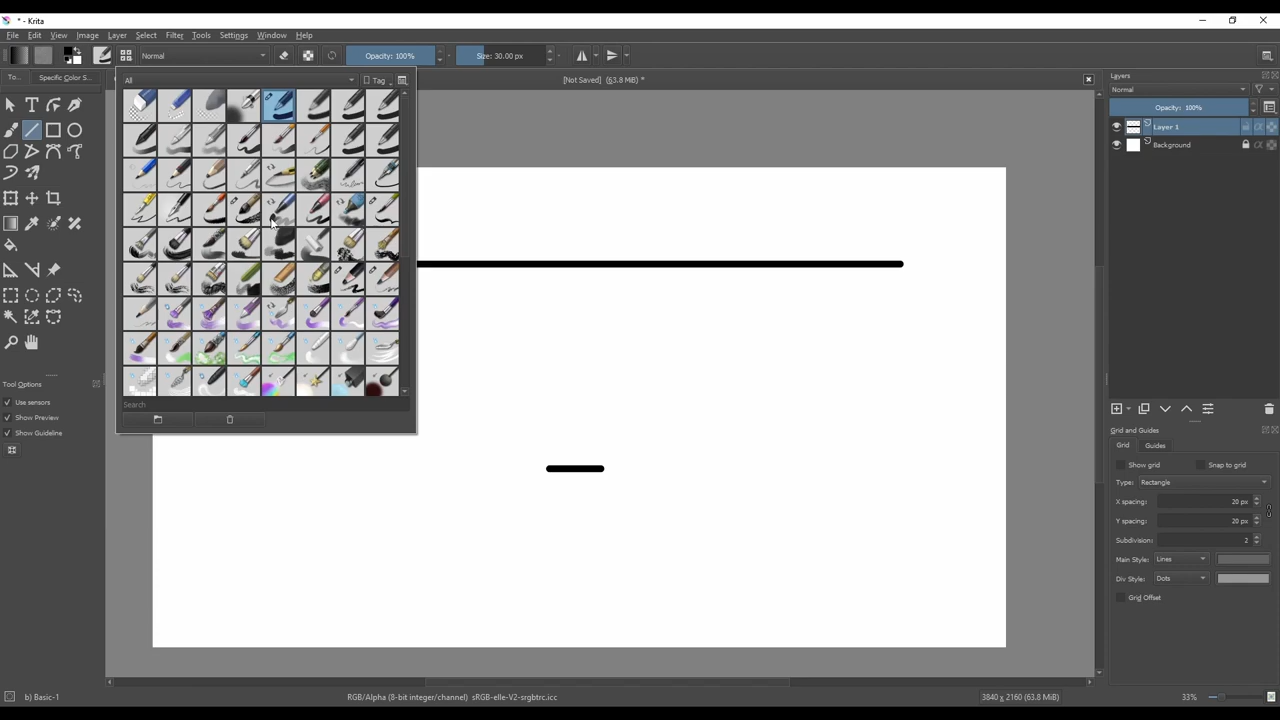 * - Krita
File Edit View Image Layer Select Filter Tools Settings Window Help
Normal Opacity: 100% Size: 30.00 px
To... Specific Color S...
All Tag
[Not Saved] (63.8 MiB) *
Layers
Normal
Opacity: 100%
Layer 1
Background
Tool Options
Use sensors
Show Preview
Show Guideline
Search
Grid and Guides
Grid Guides
Show grid Snap to grid
Type: Rectangle
X spacing: 20 px
Y spacing: 20 px
Subdivision: 2
Main Style: Lines
Div Style: Dots
Grid Offset
b) Basic-1 RGB/Alpha (8-bit integer/channel) sRGB-elle-V2-srgbtrc.icc 3840 x 2160 (63.8 MiB) 33%